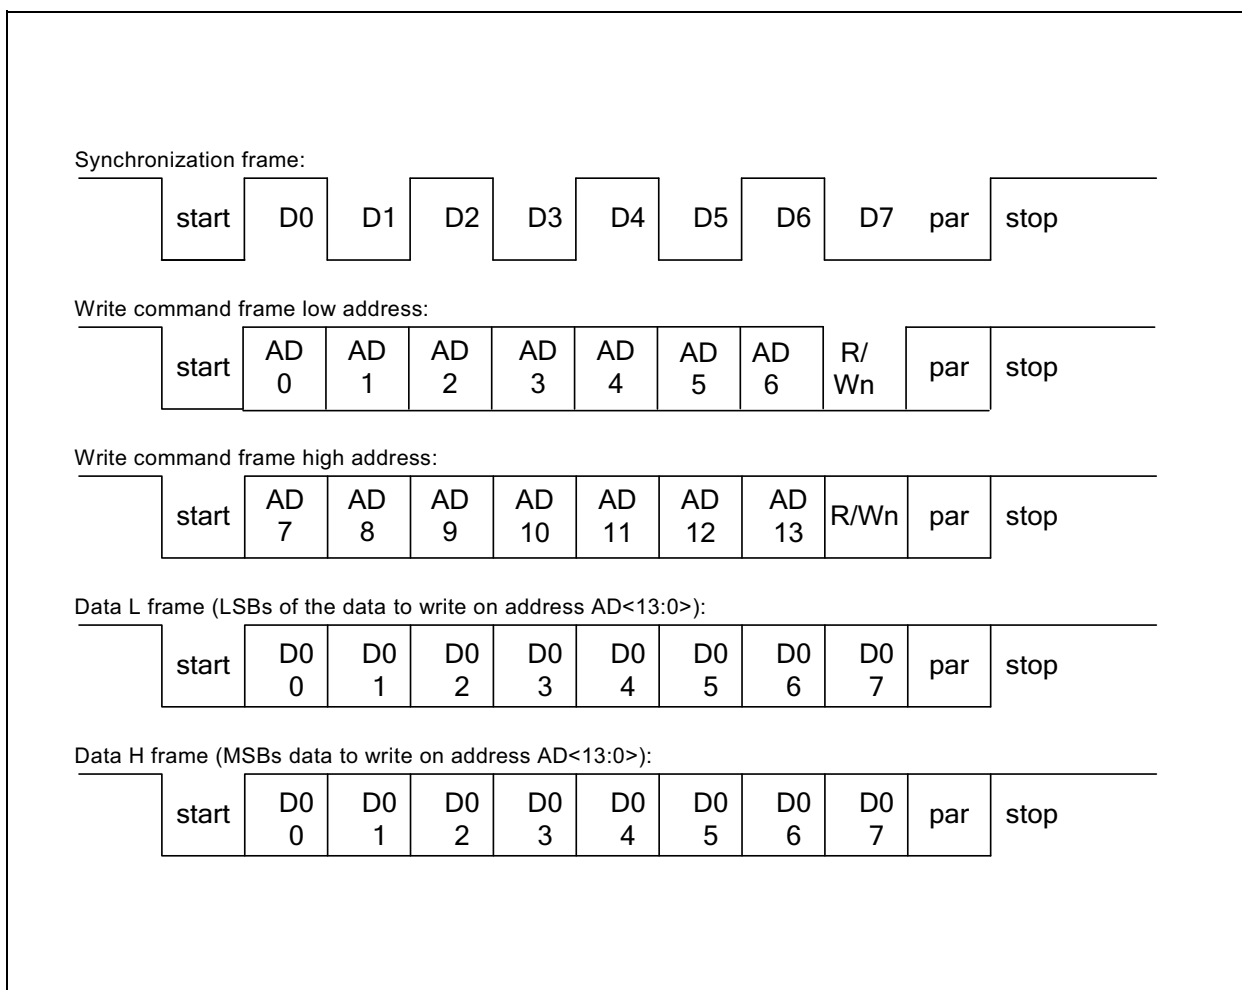 Synchronization frame:
start D0 D1 D2 D3 D4 D5 D6 D7 par stop
Write command frame low address:
start AD 0 AD 1 AD 2 AD 3 AD 4 AD 5 AD 6 R/ Wn par stop
Write command frame high address:
start AD 7 AD 8 AD 9 AD 10 AD 11 AD 12 AD 13 R/Wn par stop
Data L frame (LSBs of the data to write on address AD<13:0>):
start D0 0 D0 1 D0 2 D0 3 D0 4 D0 5 D0 6 D0 7 par stop
Data H frame (MSBs data to write on address AD<13:0>):
start D0 0 D0 1 D0 2 D0 3 D0 4 D0 5 D0 6 D0 7 par stop